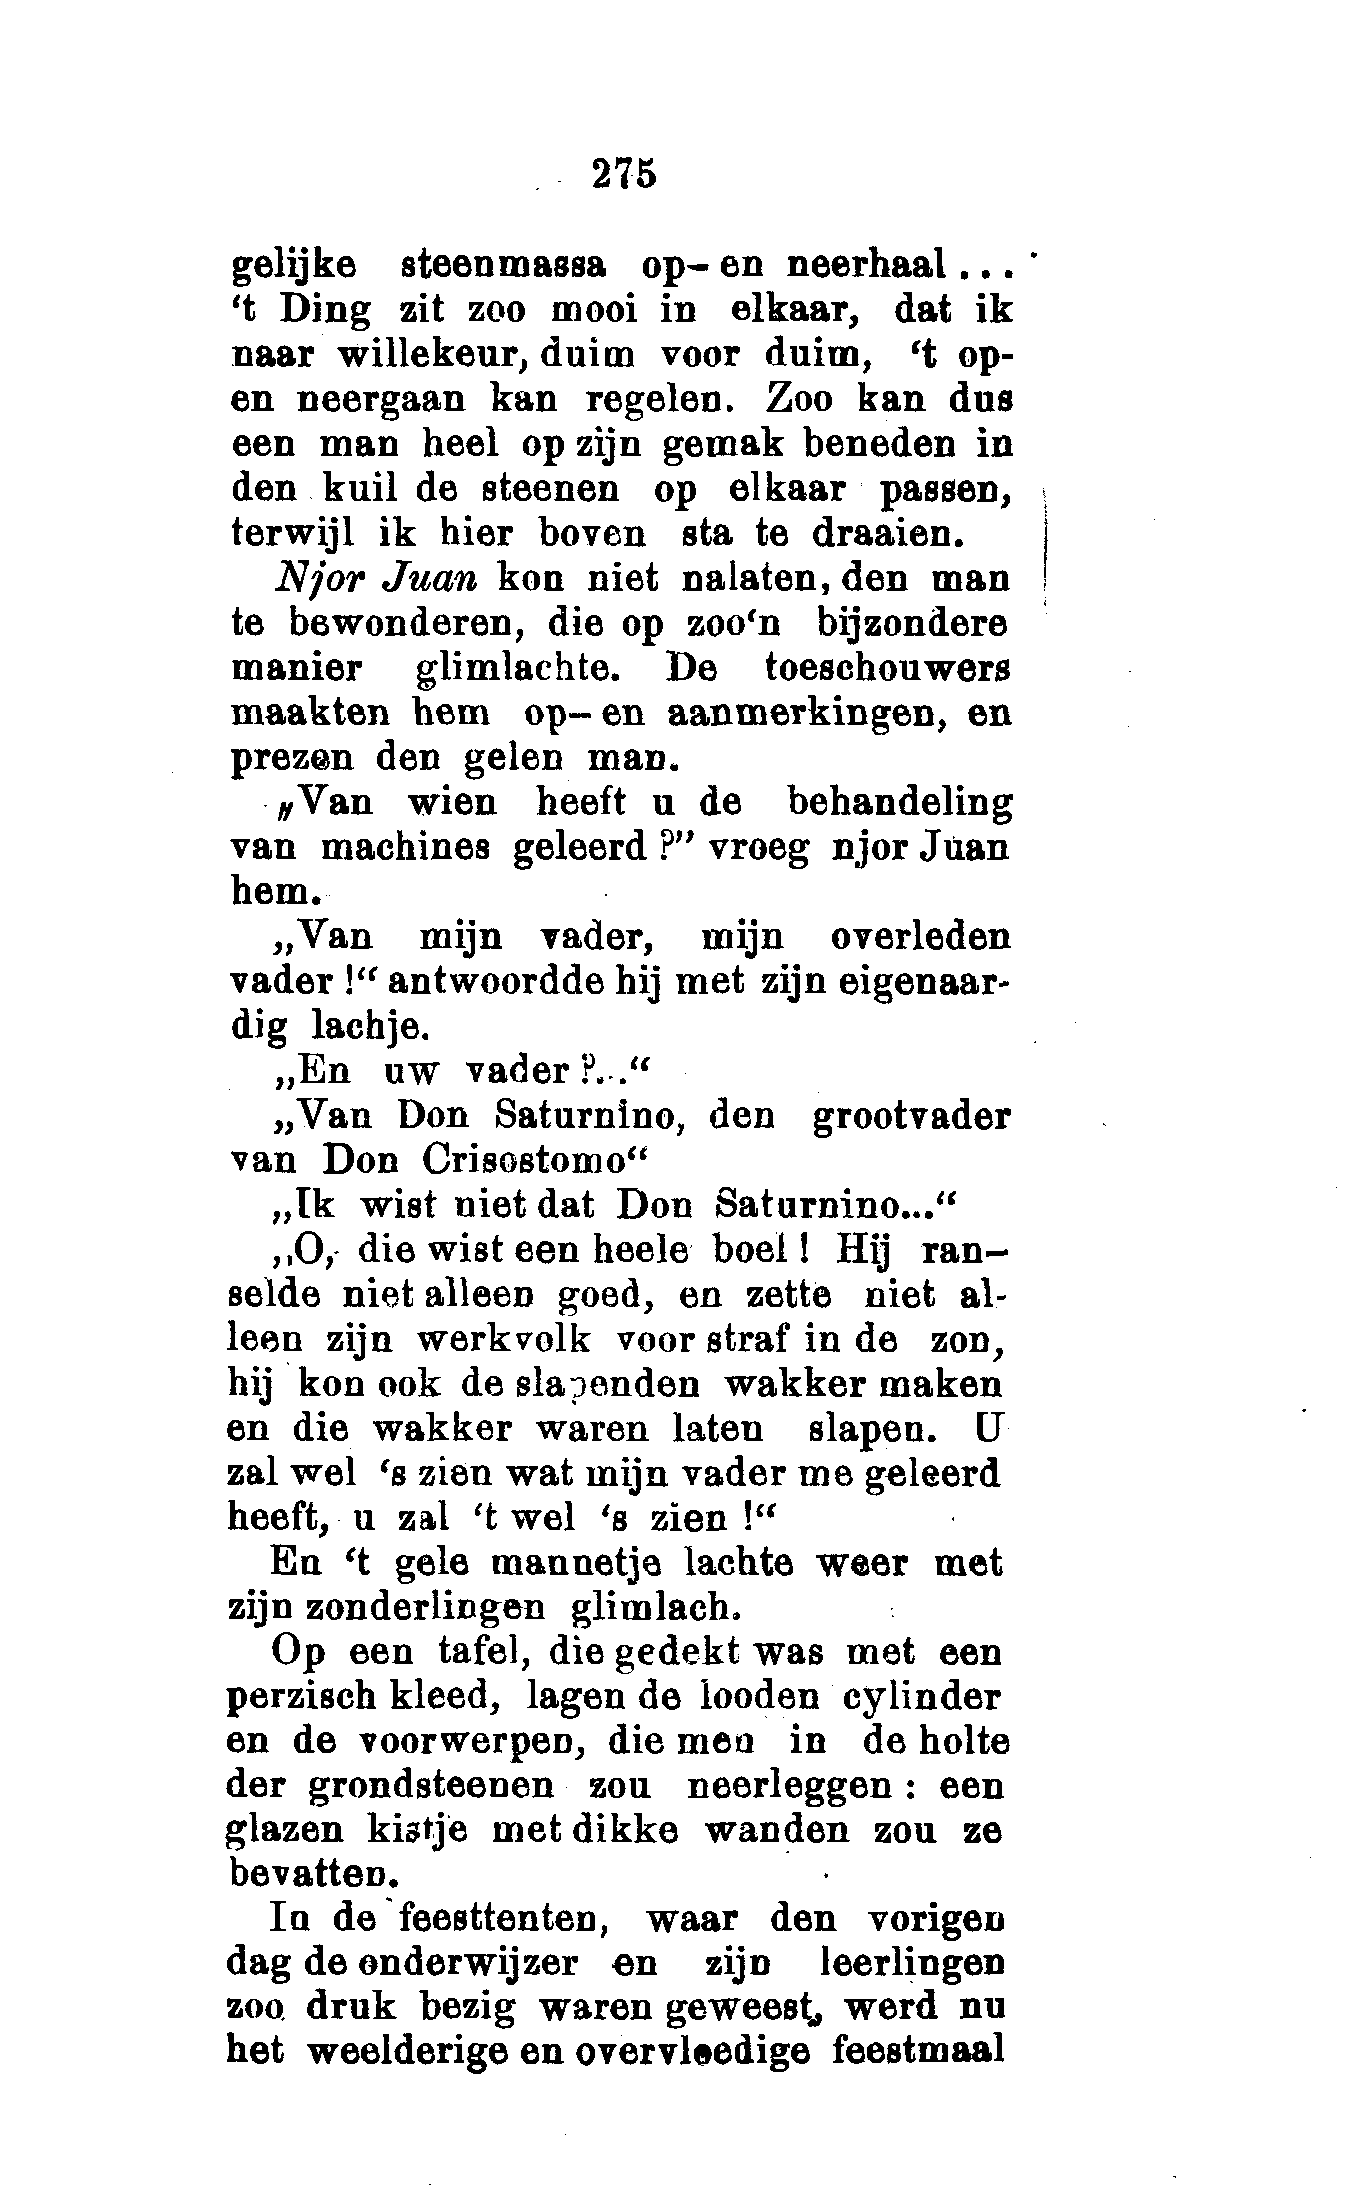 275
gelijke steenmassa op- en neerhaal ...
‘t Ding zit zoo mooi in elkaar, dat ik
naar willekeur, duim voor duim, ‘t op-
en neergaan kan regelen. Zoo kan dus
een man heel op zijn gemak beneden in
den kuil de steenen op elkaar passen,
terwijl ik hier boven sta te draaien.
Njor Juan kon niet nalaten, den man
te bewonderen, die op zoo‘n bijzondere
manier glimlachte. De toeschouwers
maakten hem op- en aanmerkingen, en
prezen den gelen man.
„Van wien heeft u de behandeling
van machines geleerd ?” vroeg njor Juan
hem.
„Van mijn vader, mijn overleden
vader !“ antwoordde hij met zijn eigenaar-
dig lachje.
„En uw vader ?...“
„Van Don Saturnino, den grootvader
van Don Crisostomo“
„Ik wist niet dat Don Saturnino...“
„O, die wist een heele boel ! Hij ran-
selde niet alleen goed, en zette niet al-
leen zijn werkvolk voor straf in de zon,
hij kon ook de slapenden wakker maken
en die wakker waren laten slapen. U
zal wel ‘s zien wat mijn vader me geleerd
heeft, u zal ‘t wel ‘s zien !“
En ‘t gele mannetje lachte weer met
zijn zonderlingen glimlach.
Op een tafel, die gedekt was met een
perzisch kleed, lagen de looden cylinder
en de voorwerpen, die men in de holte
der grondsteenen zou neerleggen : een
glazen kistje met dikke wanden zou ze
bevatten.
In de feesttenten, waar den vorigen
dag de onderwijzer en zijn leerlingen
zoo druk bezig waren geweest, werd nu
het weelderige en overvloedige feestmaal